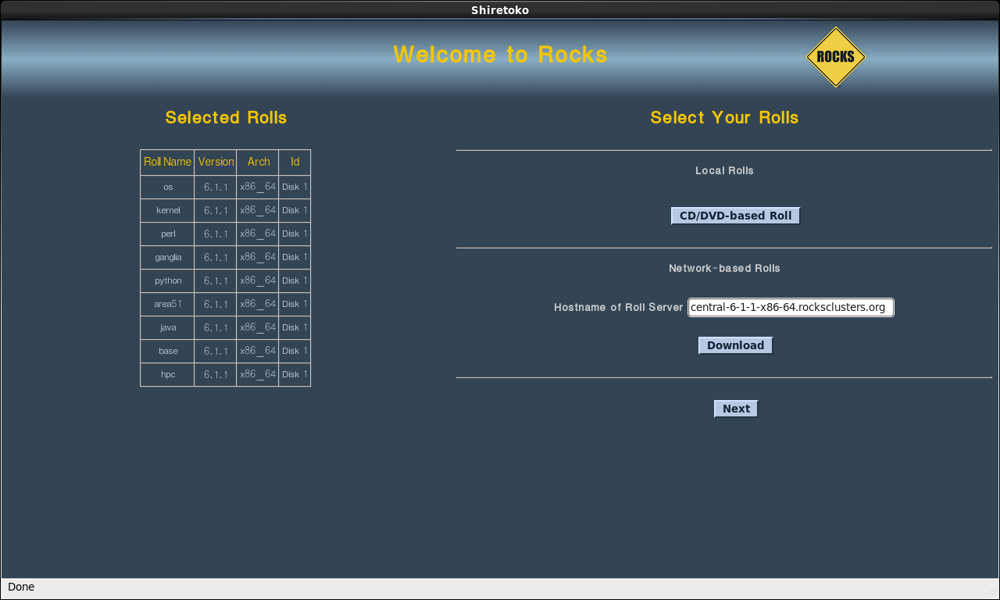 Shiretoko
Welcome to Rocks
ROCKS
Selected Rolls
Roll Name Version Arch Id
os 6.1.1 x86_64 Disk 1
kernel 6.1.1 x86_64 Disk 1
perl 6.1.1 x86_64 Disk 1
ganglia 6.1.1 x86_64 Disk 1
python 6.1.1 x86_64 Disk 1
area51 6.1.1 x86_64 Disk 1
java 6.1.1 x86_64 Disk 1
base 6.1.1 x86_64 Disk 1
hpc 6.1.1 x86_64 Disk 1
Select Your Rolls
Local Rolls
CD/DVD-based Roll
Network-based Rolls
Hostname of Roll Server central-6-1-1-x86-64.rocksclusters.org
Download
Next
Done